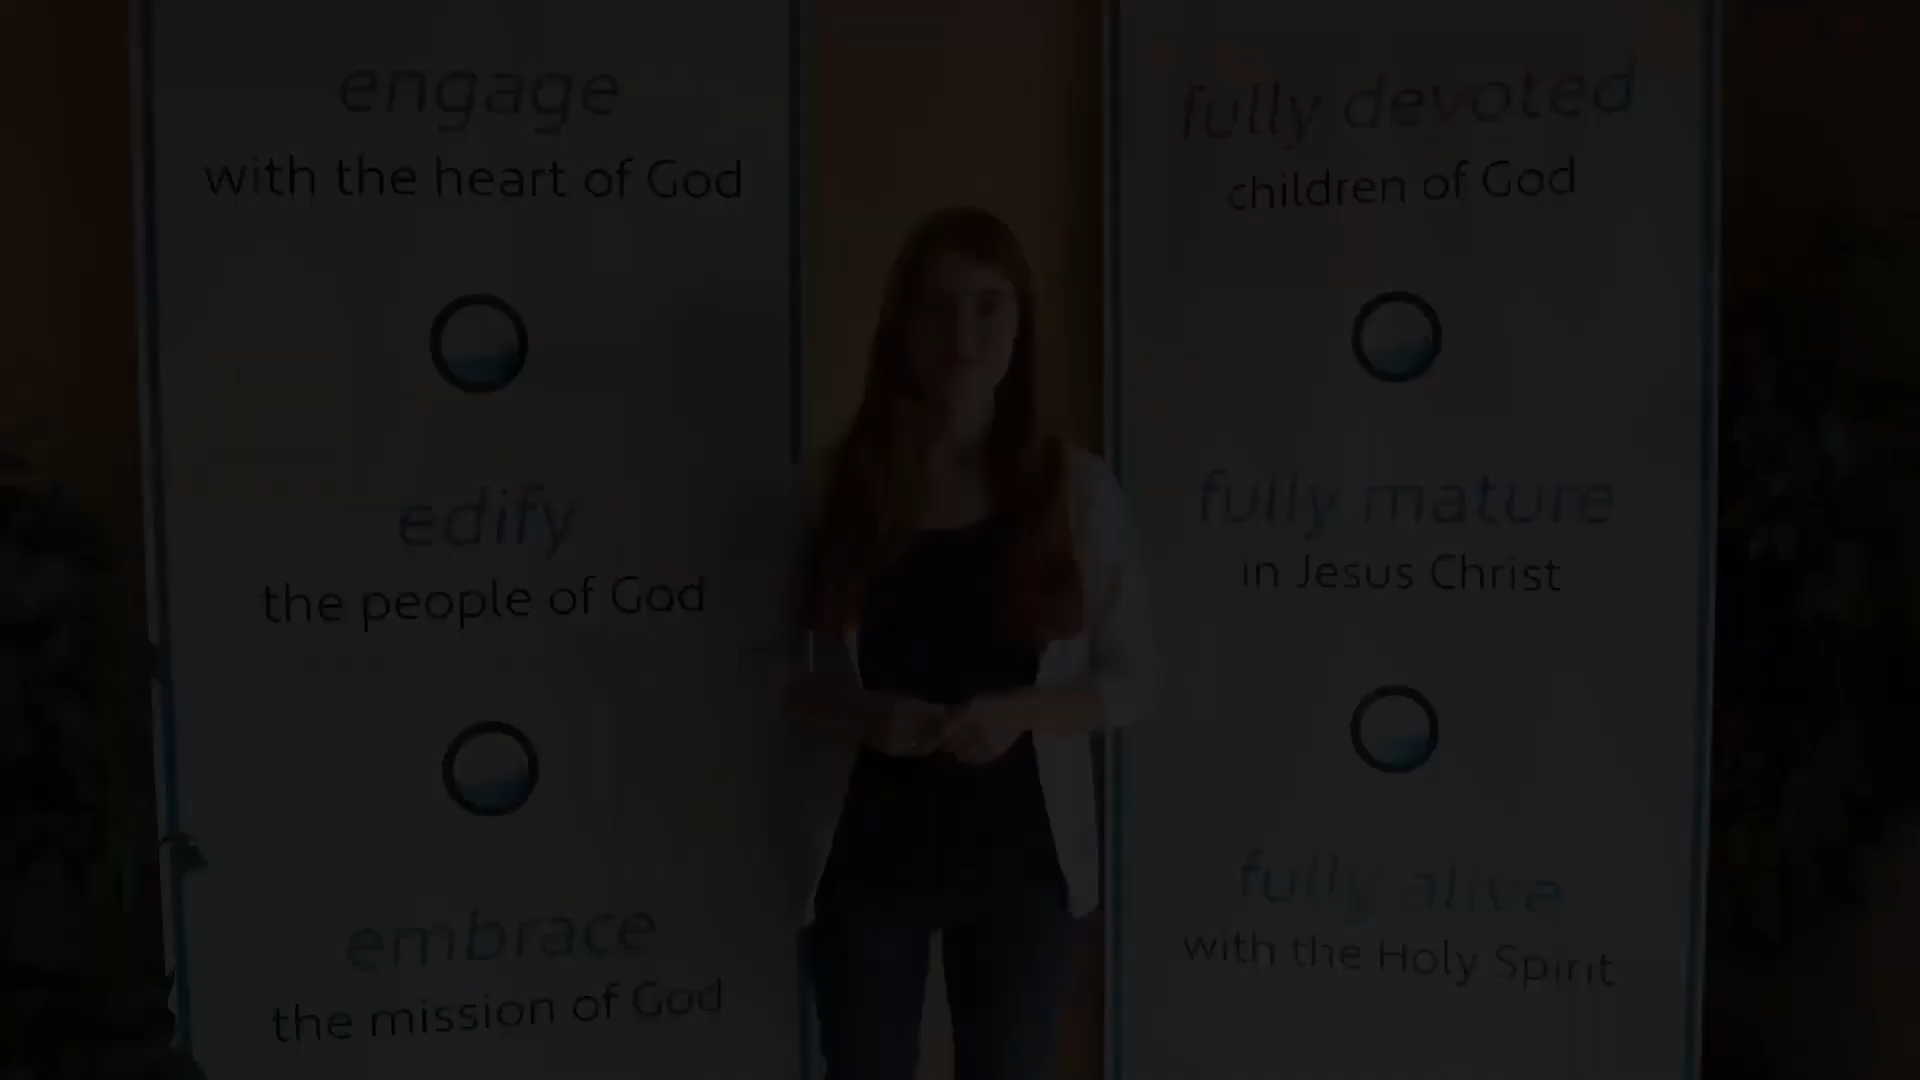 engage
with the heart of God
edify
the people of God
embrace
the mission of God
fully devoted
children of God
fully mature
in Jesus Christ
fully alive
with the Holy Spirit